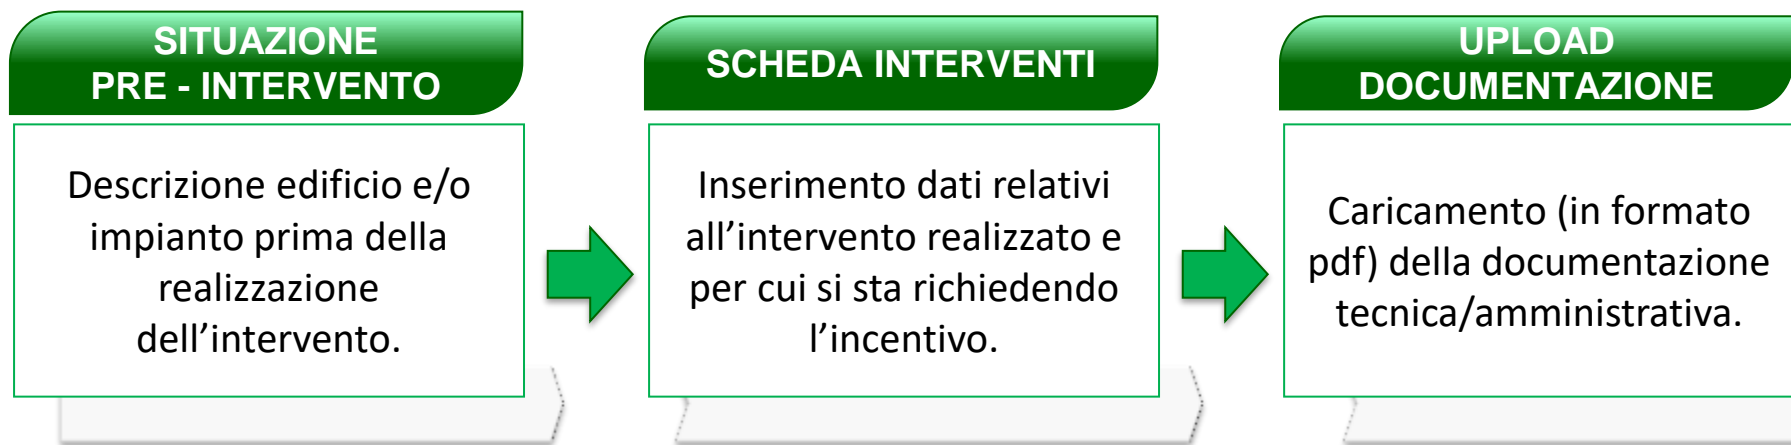 SITUAZIONE
PRE - INTERVENTO
Descrizione edificio e/o
impianto prima della
realizzazione
dell’intervento.
SCHEDA INTERVENTI
Inserimento dati relativi
all’intervento realizzato e
per cui si sta richiedendo
l’incentivo.
UPLOAD
DOCUMENTAZIONE
Caricamento (in formato
pdf) della documentazione
tecnica/amministrativa.